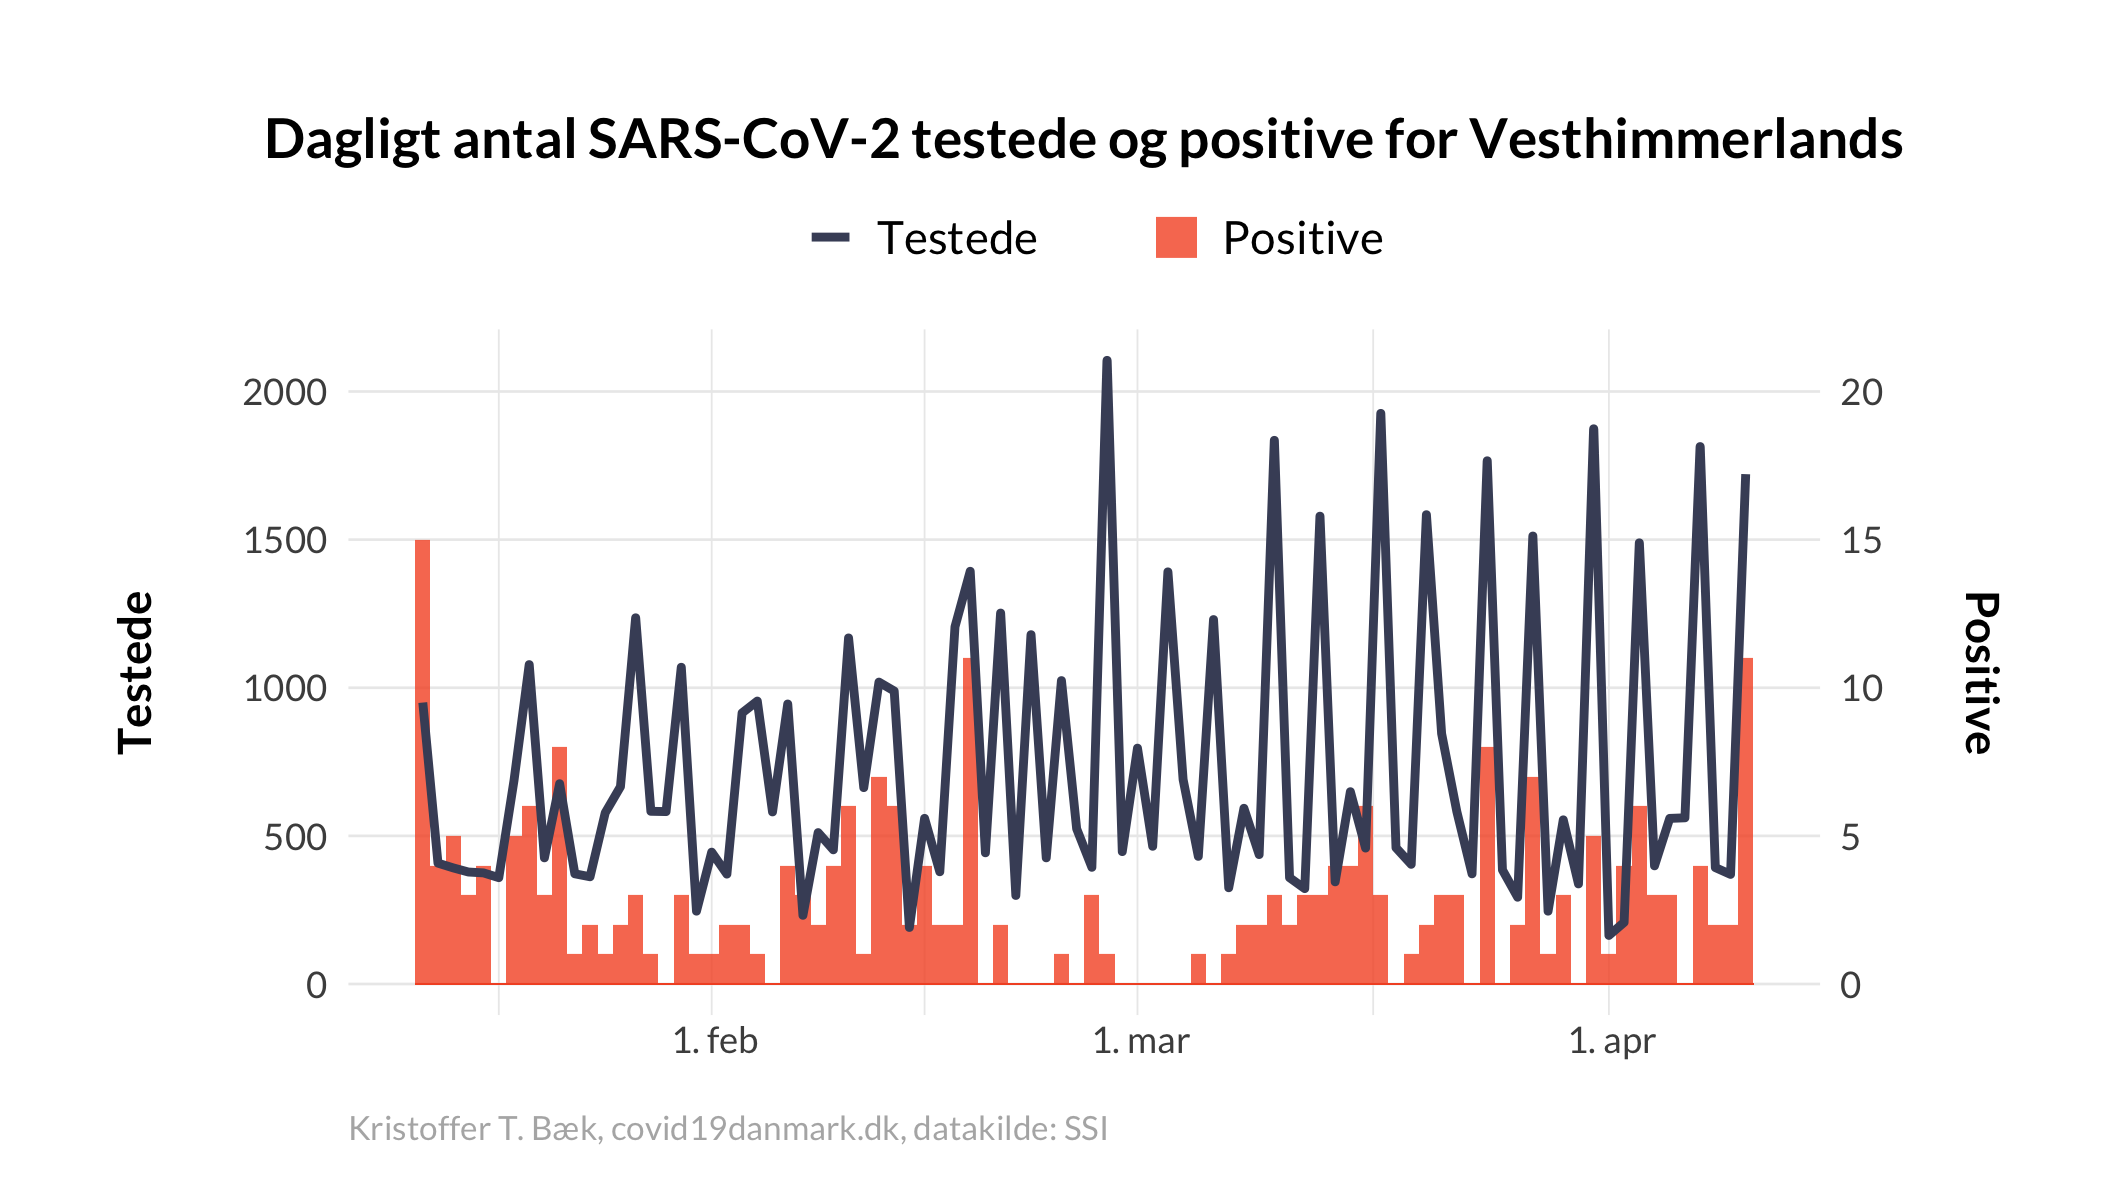 Dagligt antal SARS-CoV-2 testede og positive for Vesthimmerlands
Testede Positive
2000 20
1500 15
1000 10
500 5
0 0
Testede
Positive
1. feb 1. mar 1. apr
Kristoffer T. Bæk, covid19danmark.dk, datakilde: SSI